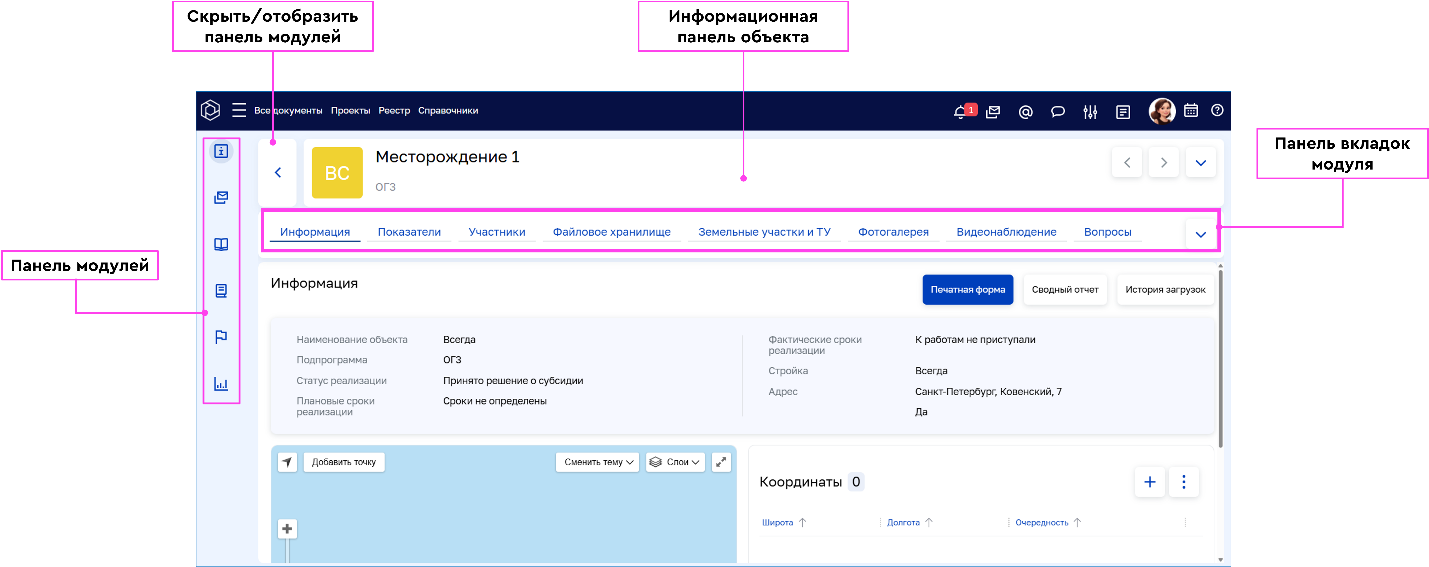 Скрыть/отобразить
панель модулей
Информационная
панель объекта
Все документы Проекты Реестр Справочники
1
Панель вкладок
модуля
ВС
Месторождение 1
ОГЗ
Информация Показатели Участники Файловое хранилище Земельные участки и ТУ Фотогалерея Видеонаблюдение Вопросы
Панель модулей
Информация
Печатная форма Сводный отчет История загрузок
Наименование объекта Всегда
Подпрограмма ОГЗ
Статус реализации Принято решение о субсидии
Плановые сроки
реализации
Сроки не определены
Фактические сроки
реализации
К работам не приступали
Стройка Всегда
Адрес Санкт-Петербург, Ковенский, 7
Да
Добавить точку Сменить тему Слои
Координаты 0
Широта Долгота Очередность